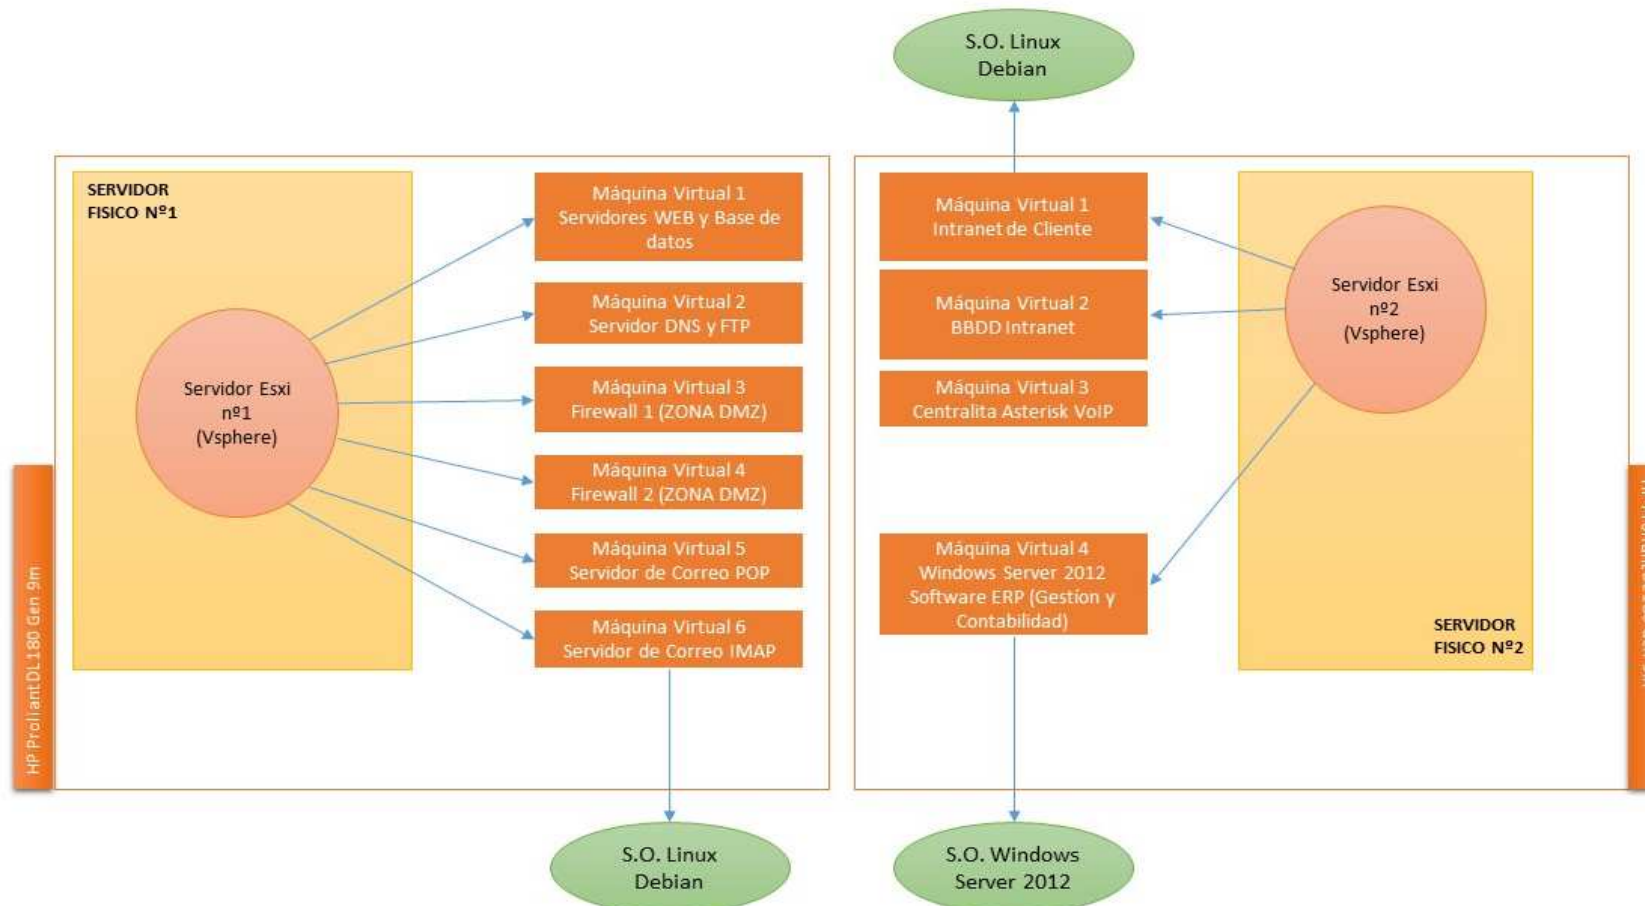 S.O. Linux
Debian
SERVIDOR
FISICO Nº1
Servidor Esxi
nº1
(Vsphere)
Máquina Virtual 1
Servidores WEB y Base de
datos
Máquina Virtual 2
Servidor DNS y FTP
Máquina Virtual 3
Firewall 1 (ZONA DMZ)
Máquina Virtual 4
Firewall 2 (ZONA DMZ)
Máquina Virtual 5
Servidor de Correo POP
Máquina Virtual 6
Servidor de Correo IMAP
HP Proliant DL180 Gen 9m
S.O. Linux
Debian
Máquina Virtual 1
Intranet de Cliente
Máquina Virtual 2
BBDD Intranet
Máquina Virtual 3
Centralita Asterisk VoIP
Máquina Virtual 4
Windows Server 2012
Software ERP (Gestíon y
Contabilidad)
Servidor Esxi
nº2
(Vsphere)
SERVIDOR
FISICO Nº2
S.O. Windows
Server 2012